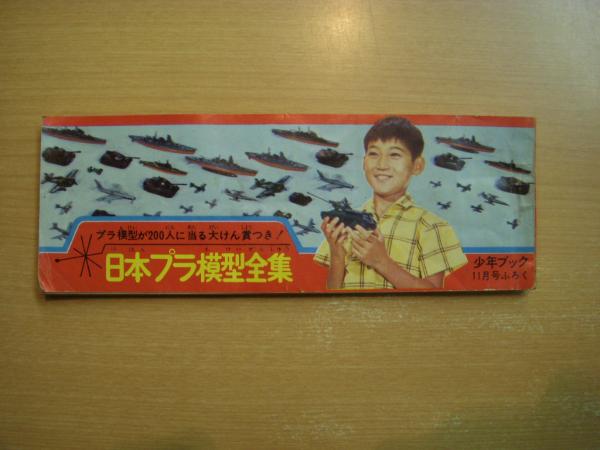 プラ模型が200人に当る大けん賞つき!
日本プラ模型全集
少年ブック
11月号ふろく